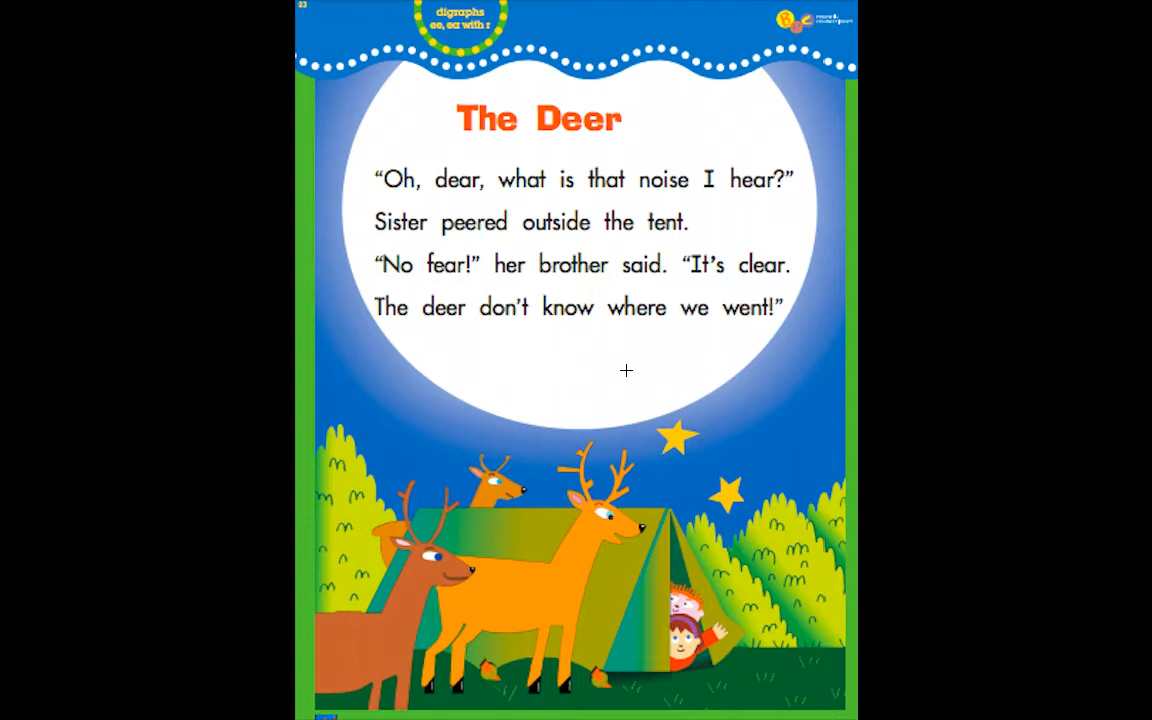 23
digraphs
ee, ea with r
The Deer
“Oh, dear, what is that noise I hear?”
Sister peered outside the tent.
“No fear!” her brother said. “It’s clear.
The deer don’t know where we went!”